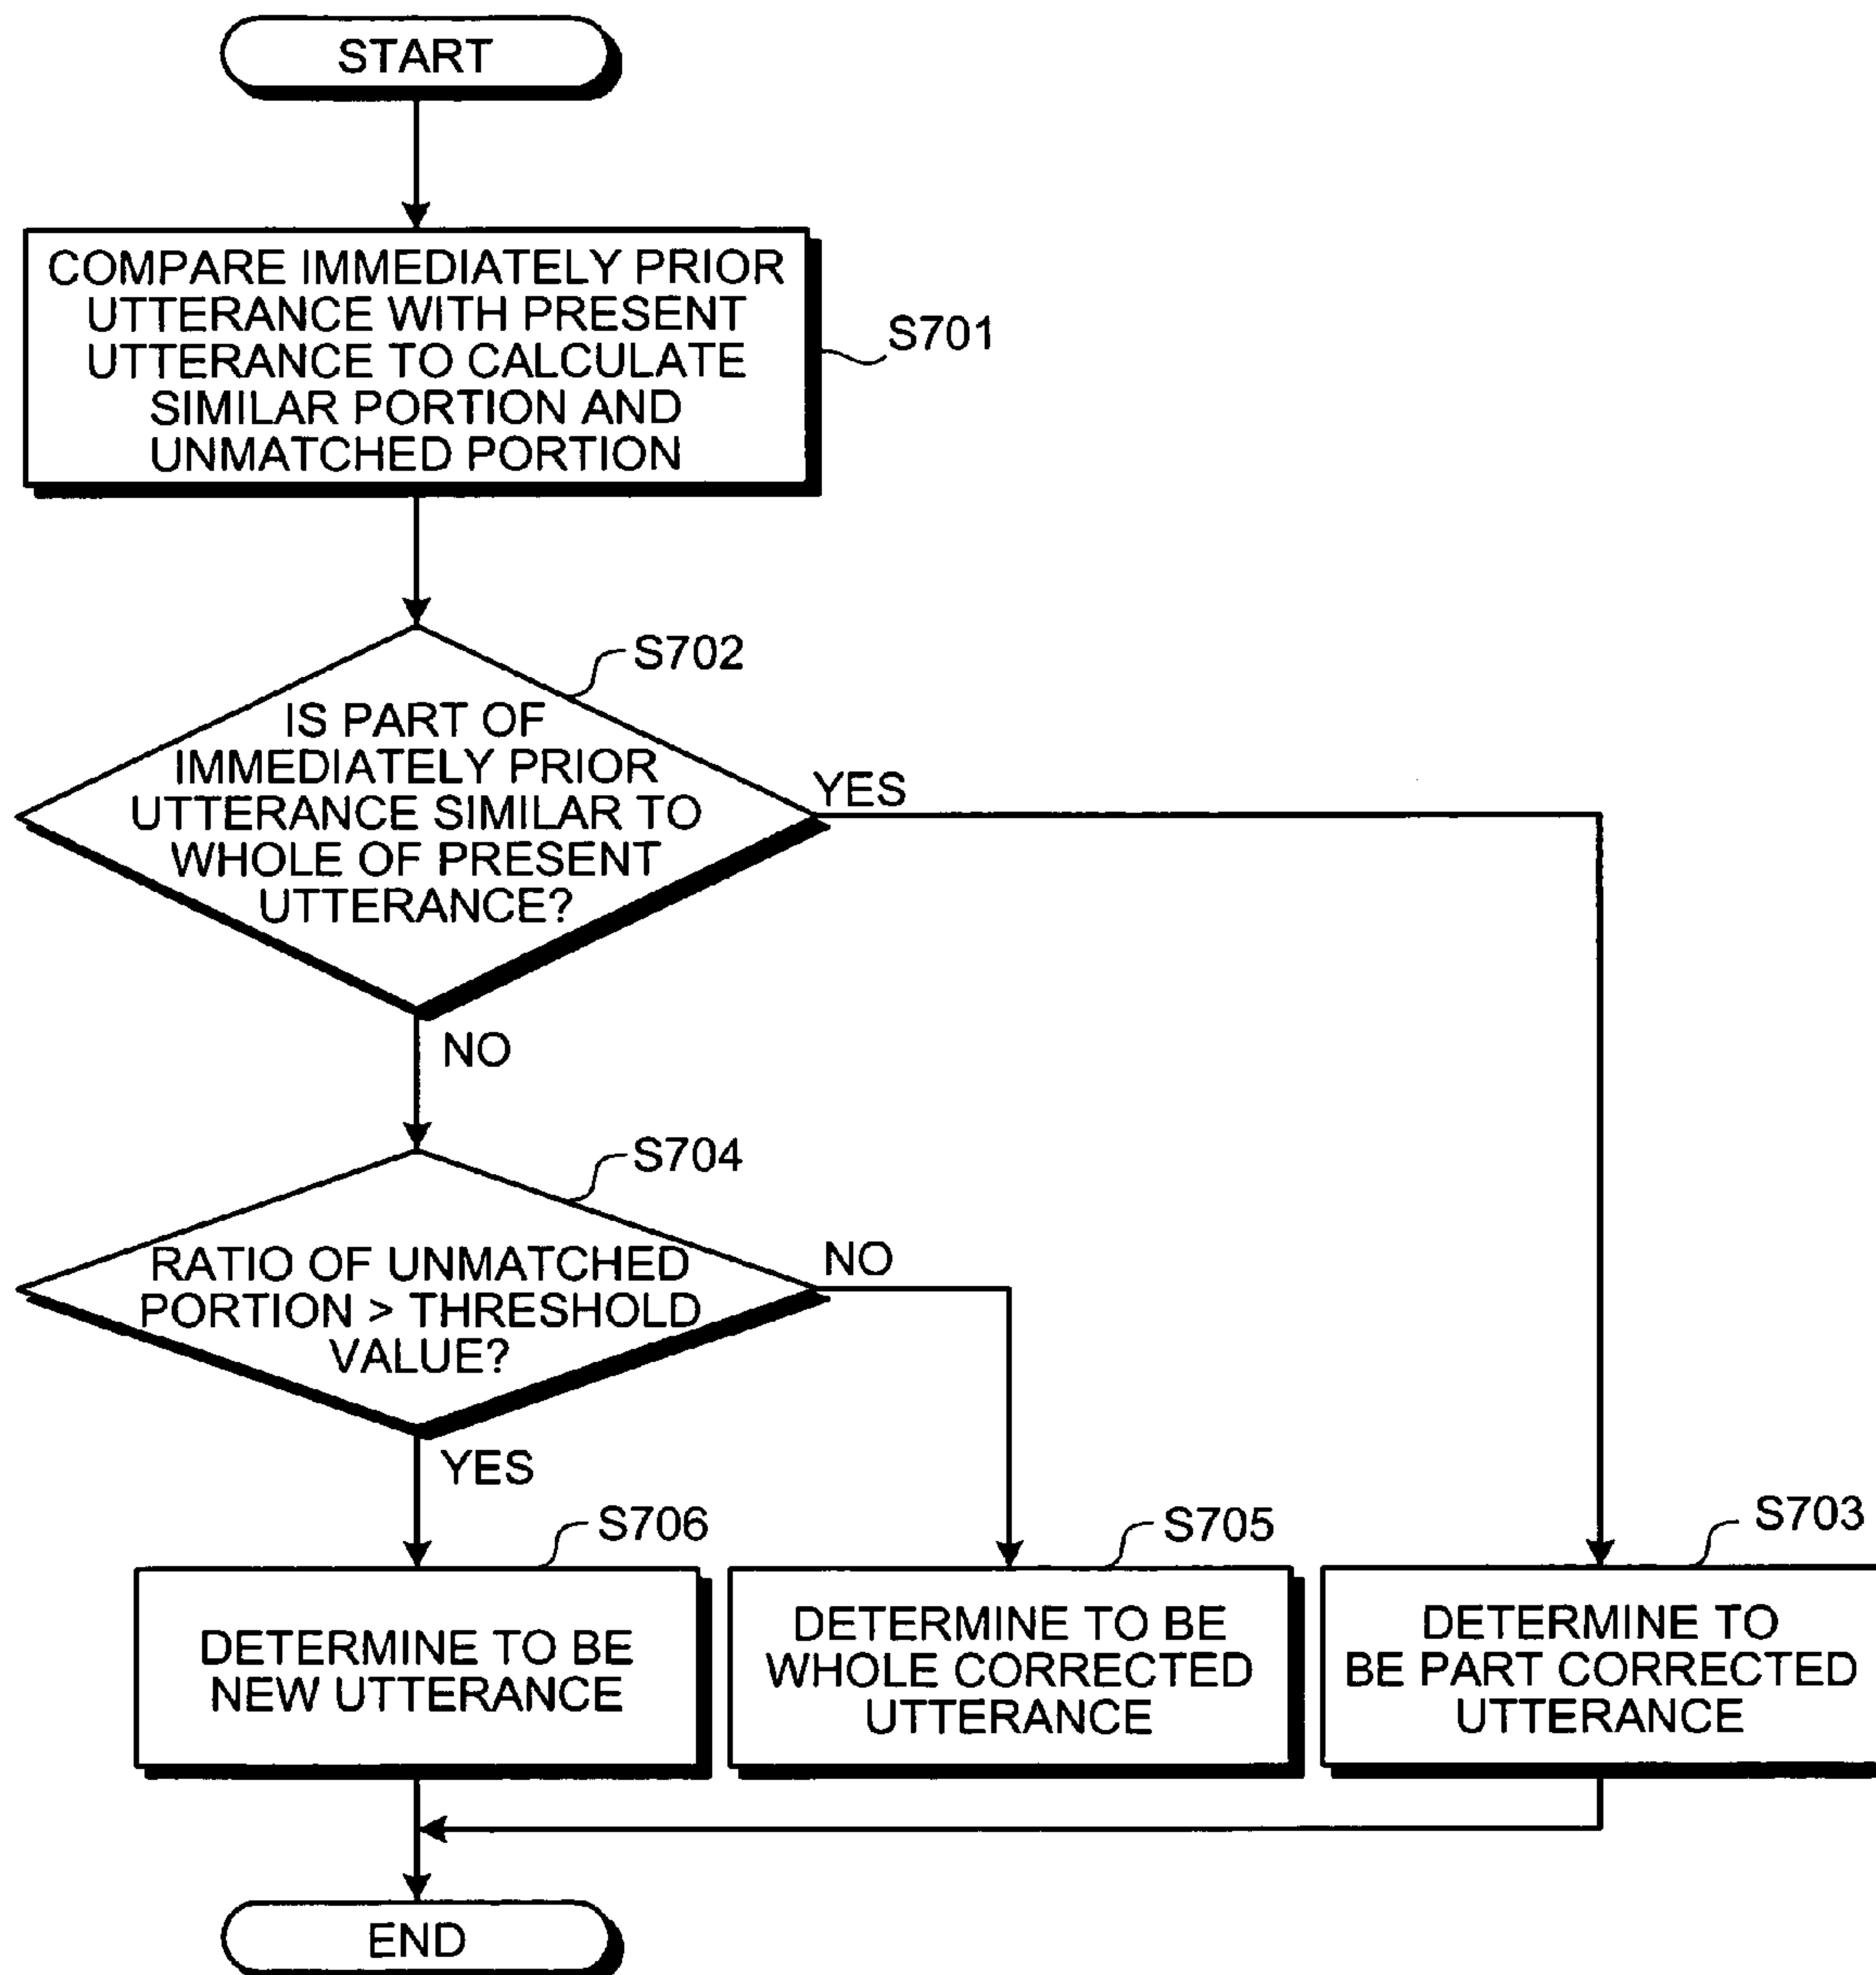 START
COMPARE IMMEDIATELY PRIOR
UTTERANCE WITH PRESENT
UTTERANCE TO CALCULATE
SIMILAR PORTION AND
UNMATCHED PORTION
S701
S702
IS PART OF
IMMEDIATELY PRIOR
UTTERANCE SIMILAR TO
WHOLE OF PRESENT
UTTERANCE?
YES
NO
S704
RATIO OF UNMATCHED
PORTION > THRESHOLD
VALUE?
NO
YES
S706
DETERMINE TO BE
NEW UTTERANCE
S705
DETERMINE TO BE
WHOLE CORRECTED
UTTERANCE
S703
DETERMINE TO
BE PART CORRECTED
UTTERANCE
END